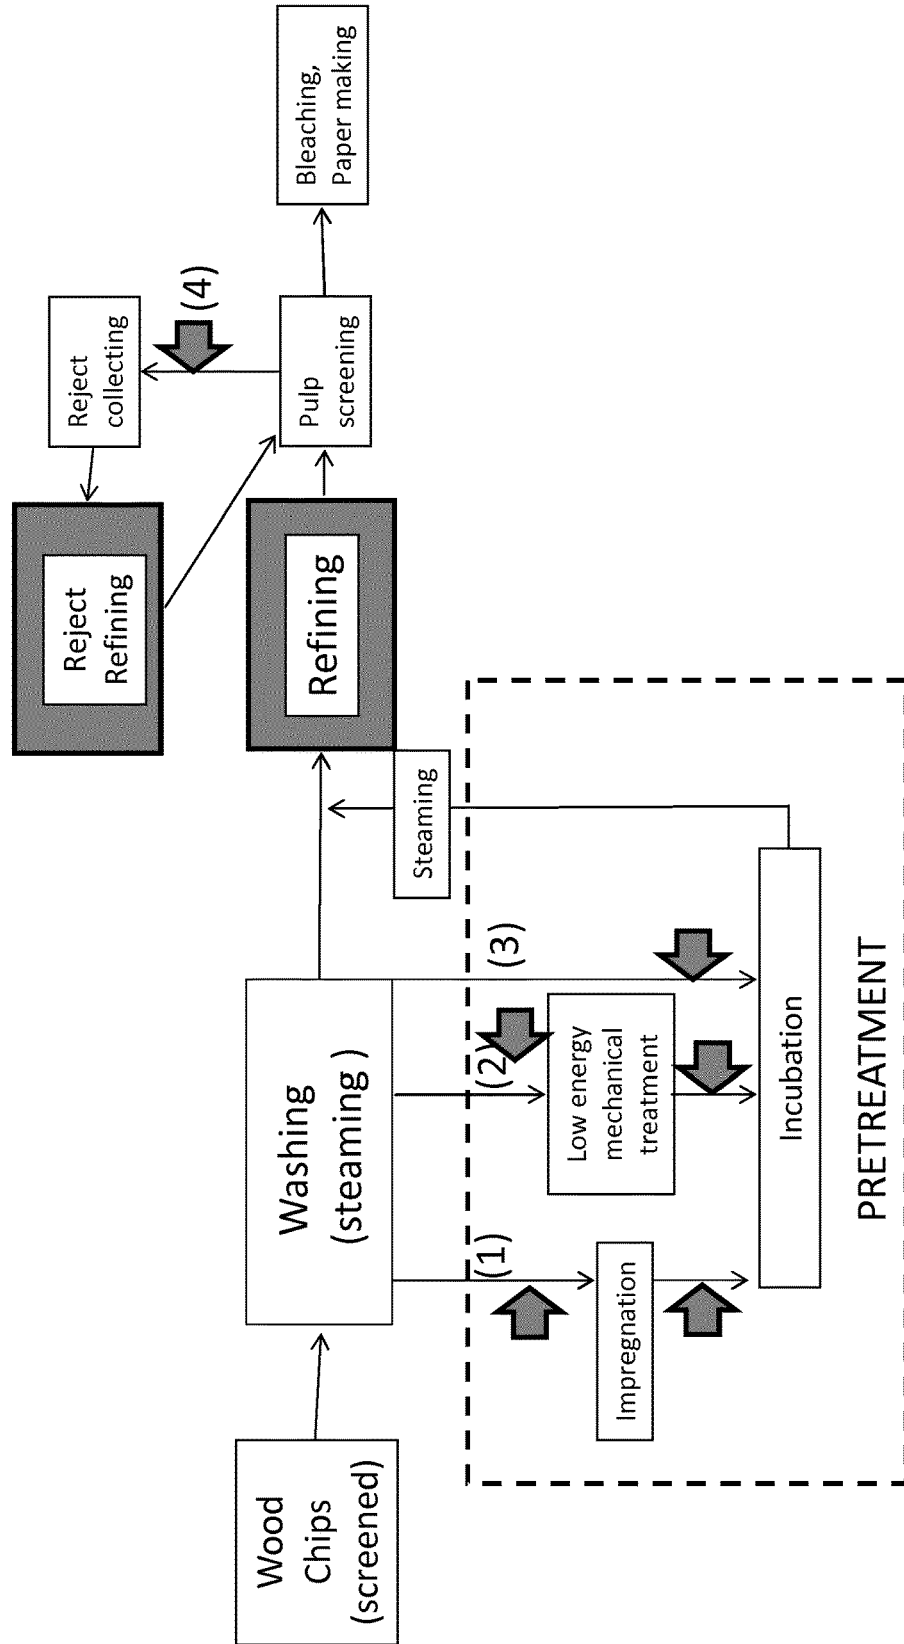 Wood
Chips
(screened)
Washing
(steaming )
(1)
(2)
(3)
Impregnation
Low energy
mechanical
treatment
Incubation
PRETREATMENT
Steaming
Refining
Reject
Refining
Reject
collecting
(4)
Pulp
screening
Bleaching,
Paper making